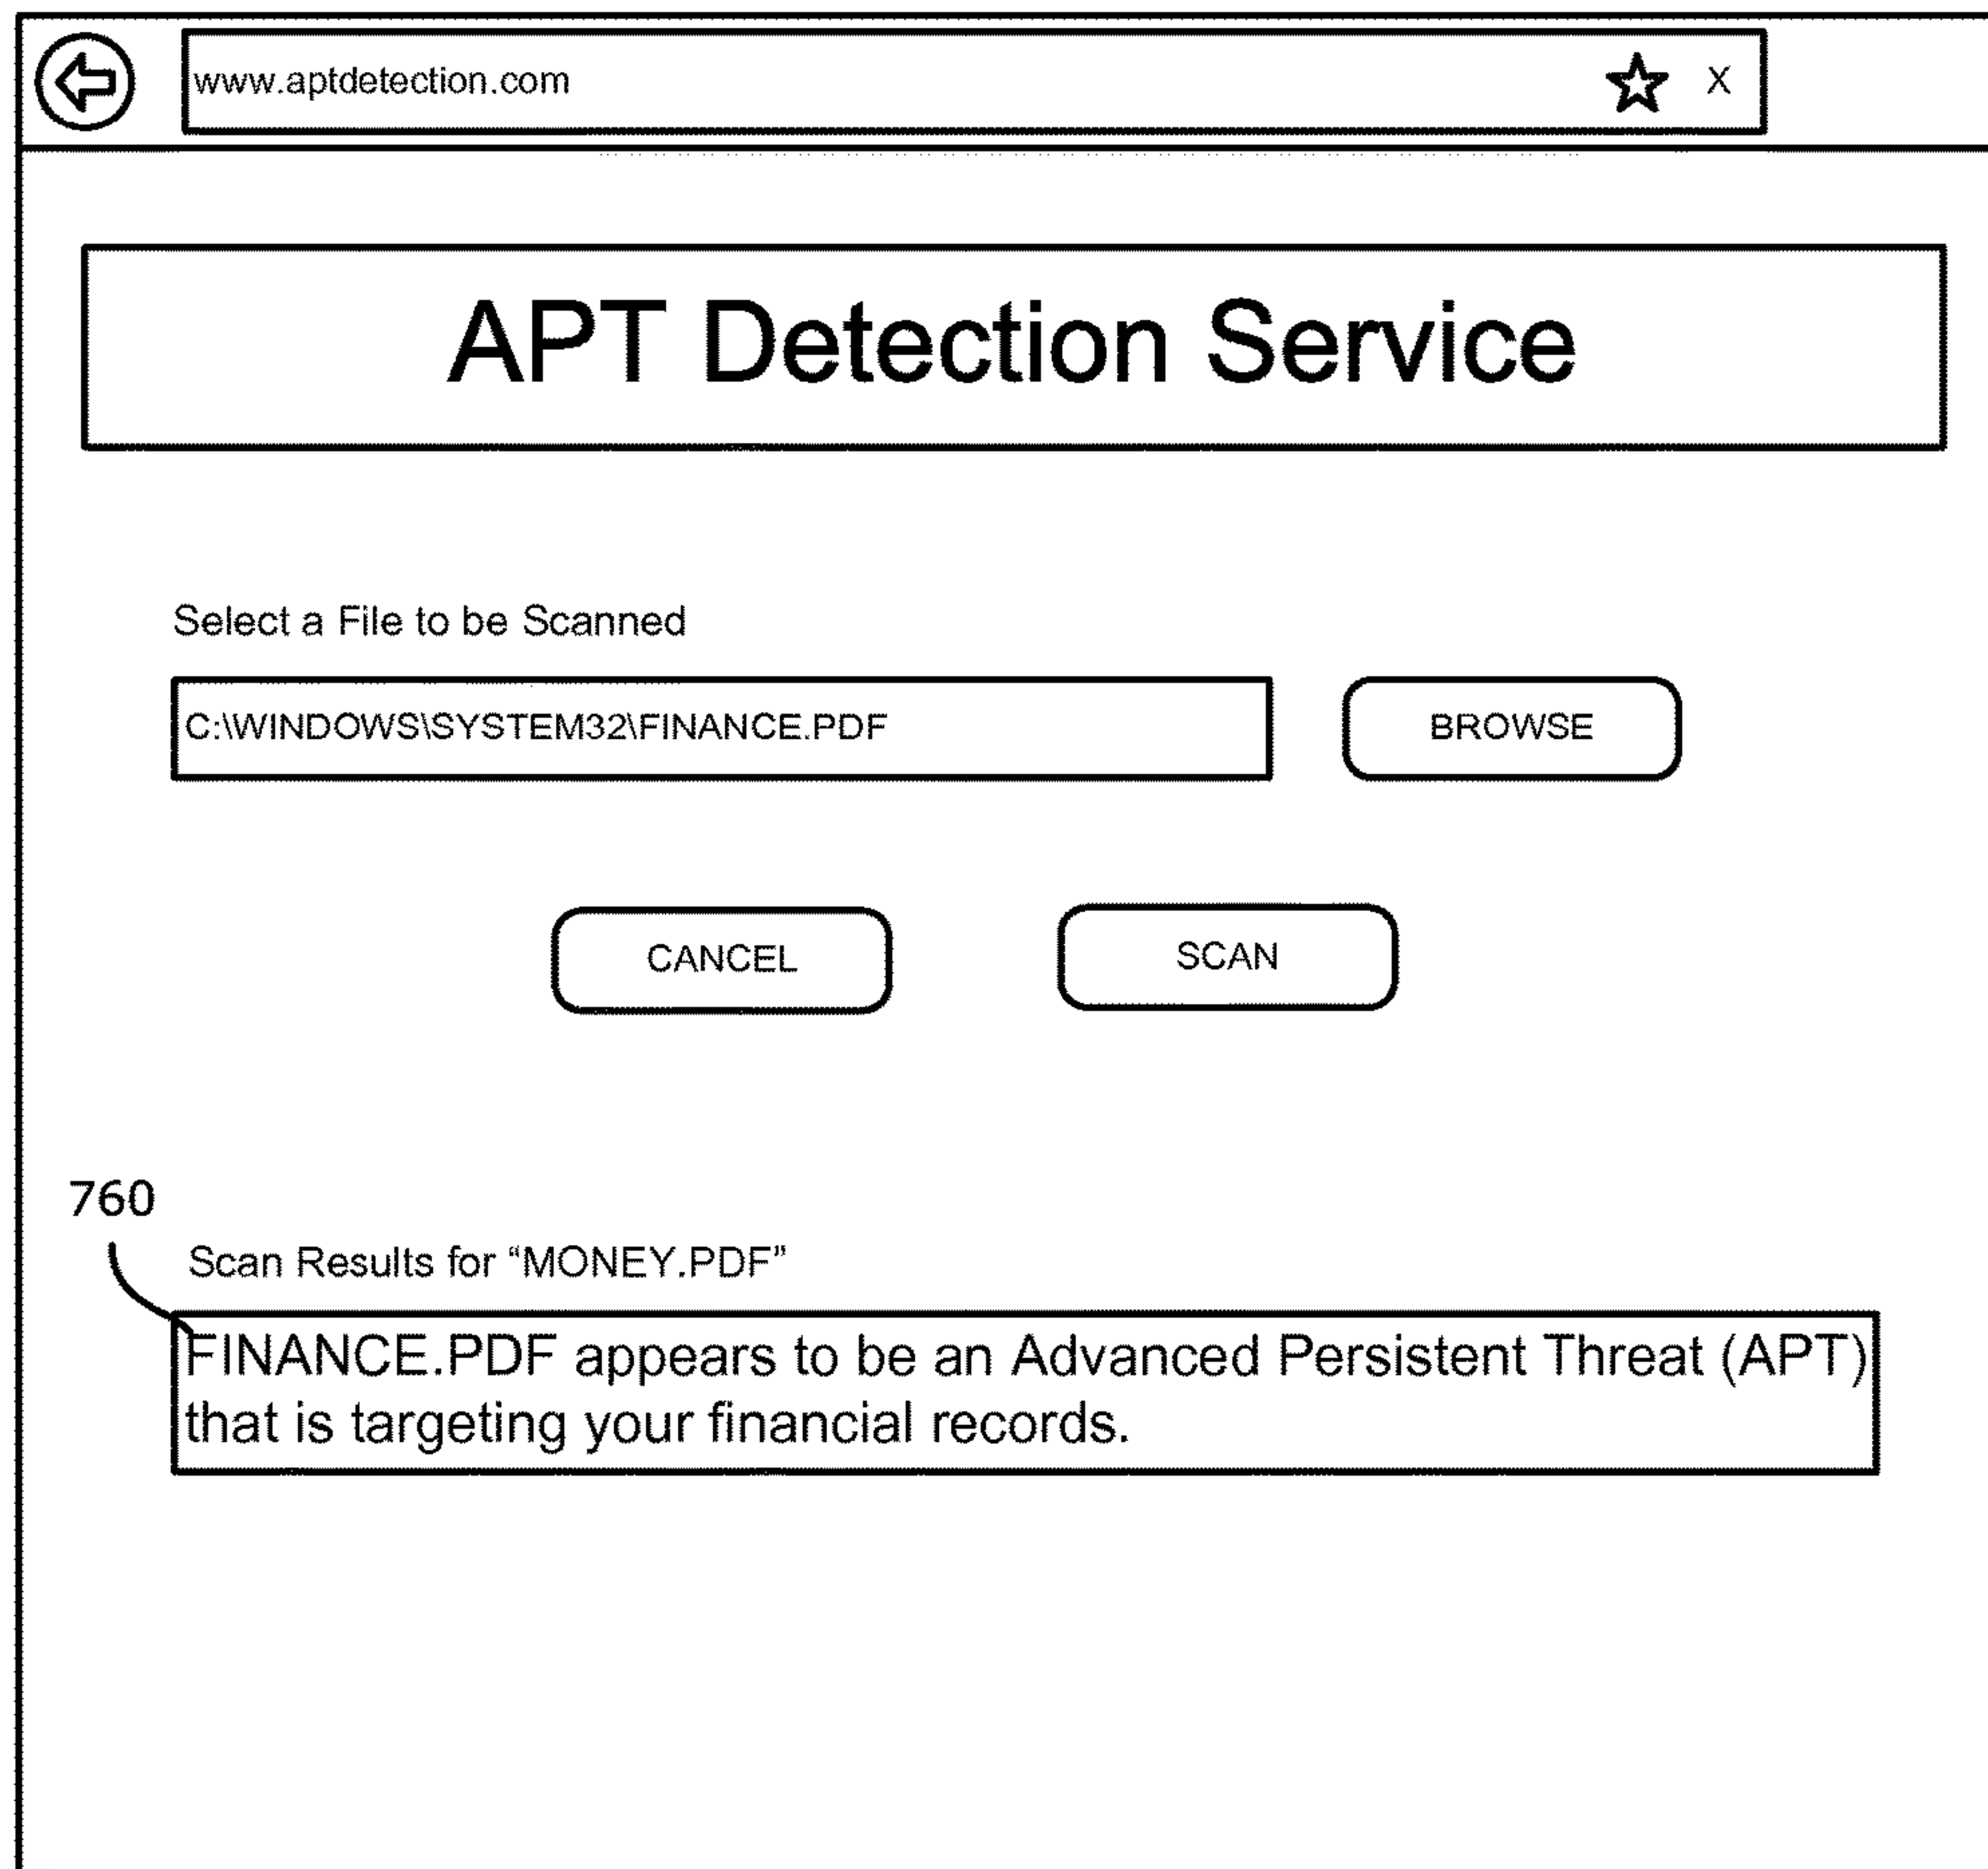 www.aptdetection.com X
APT Detection Service
Select a File to be Scanned
C:\WINDOWS\SYSTEM32\FINANCE.PDF
BROWSE
CANCEL
SCAN
760
Scan Results for “MONEY.PDF”
FINANCE.PDF appears to be an Advanced Persistent Threat (APT)
that is targeting your financial records.